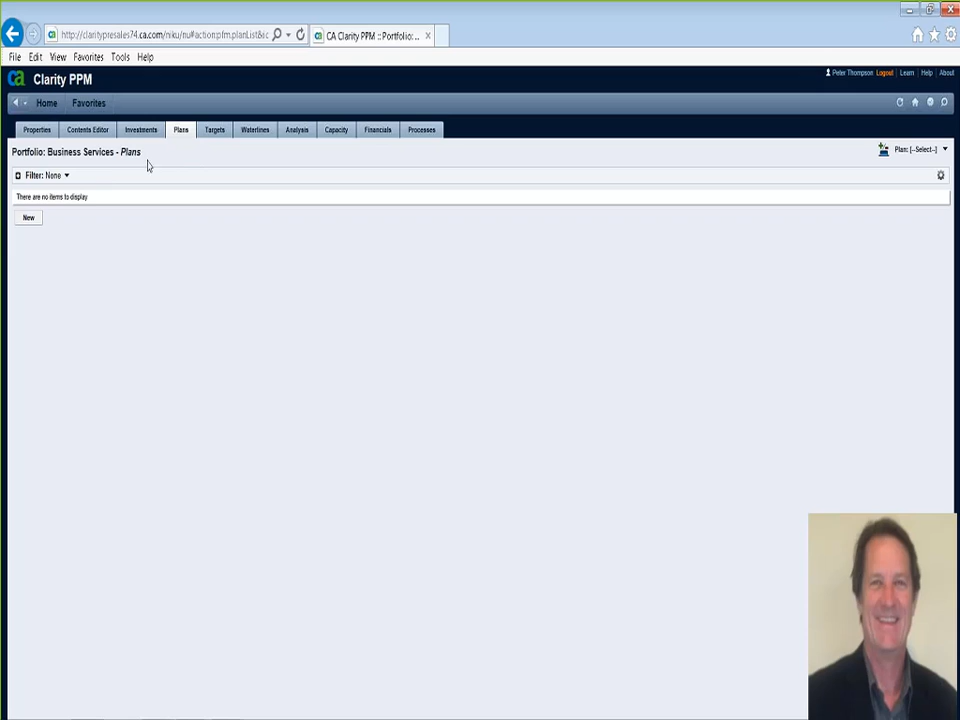 http://claritypresales74.ca.com/niku/nu#action:pfm.planList&c
CA Clarity PPM :: Portfolio: ...
File Edit View Favorites Tools Help
ca Clarity PPM
Peter Thompson Logout Learn Help About
Home Favorites
Properties Contents Editor Investments Plans Targets Waterlines Analysis Capacity Financials Processes
Portfolio: Business Services - Plans
Plan: [--Select--]
Filter: None
There are no items to display
New